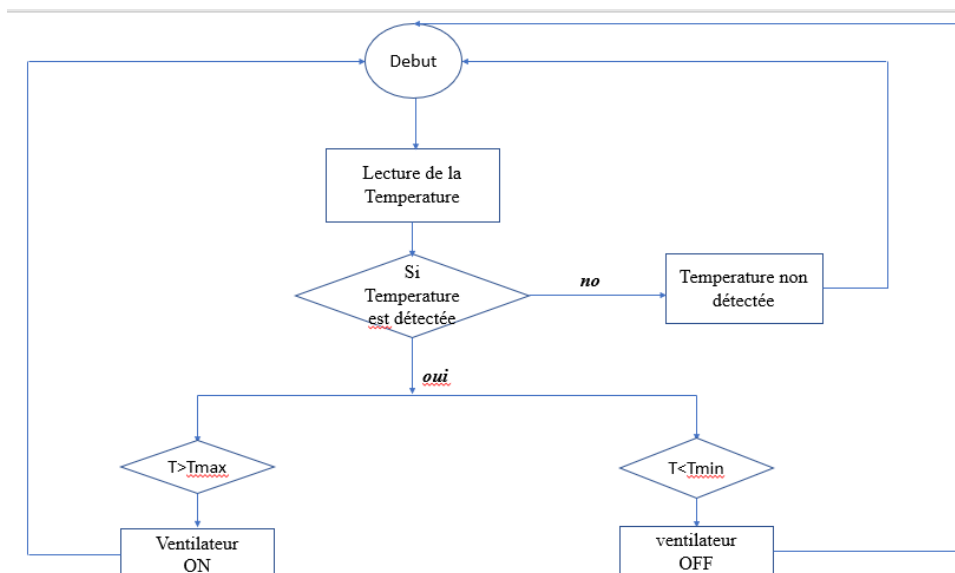 Debut
Lecture de la
Temperature
Si
Temperature
est détectée
no
Temperature non
détectée
oui
T>Tmax
T<Tmin
Ventilateur
ON
ventilateur
OFF